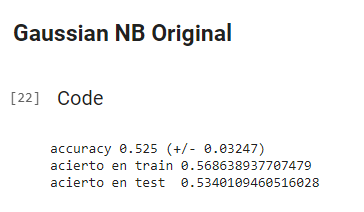 Gaussian NB Original
[22] Code
accuracy 0.525 (+/- 0.03247)
acierto en train 0.568638937707479
acierto en test 0.5340109460516028